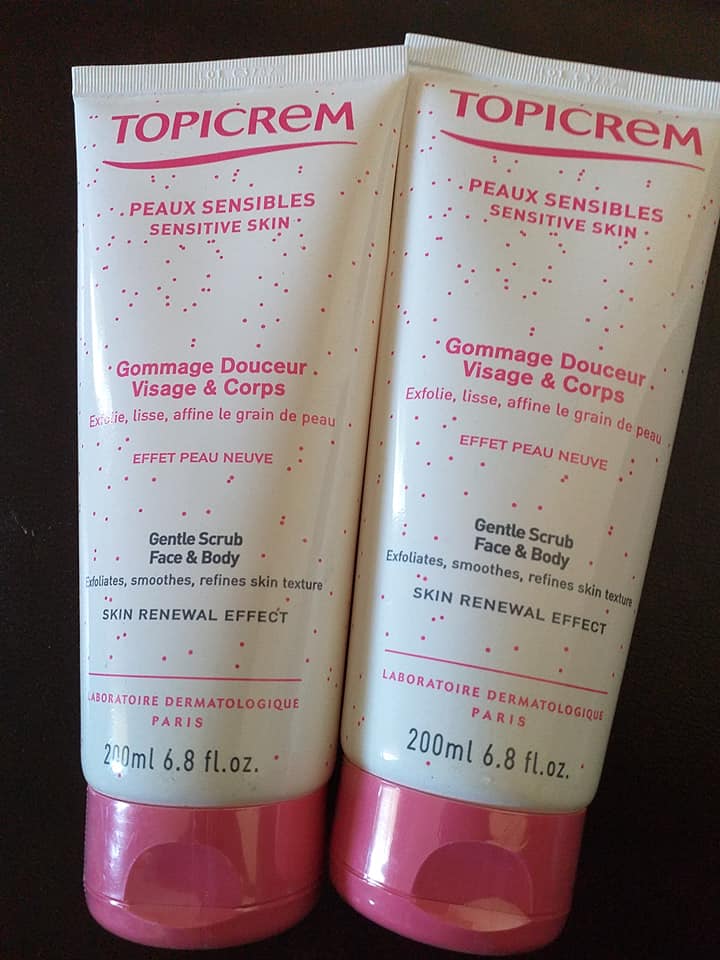 TOPICREM
PEAUX SENSIBLES
SENSITIVE SKIN
Gommage Douceur
Visage & Corps
Exfolie, lisse, affine le grain de peau
EFFET PEAU NEUVE
Gentle Scrub
Face & Body
Exfoliates, smoothes, refines skin texture
SKIN RENEWAL EFFECT
LABORATOIRE DERMATOLOGIQUE
PARIS
200ml 6.8 fl.oz.
TOPICREM
PEAUX SENSIBLES
SENSITIVE SKIN
Gommage Douceur
Visage & Corps
Exfolie, lisse, affine le grain de peau
EFFET PEAU NEUVE
Gentle Scrub
Face & Body
Exfoliates, smoothes, refines skin texture
SKIN RENEWAL EFFECT
LABORATOIRE DERMATOLOGIQUE
PARIS
200ml 6.8 fl.oz.